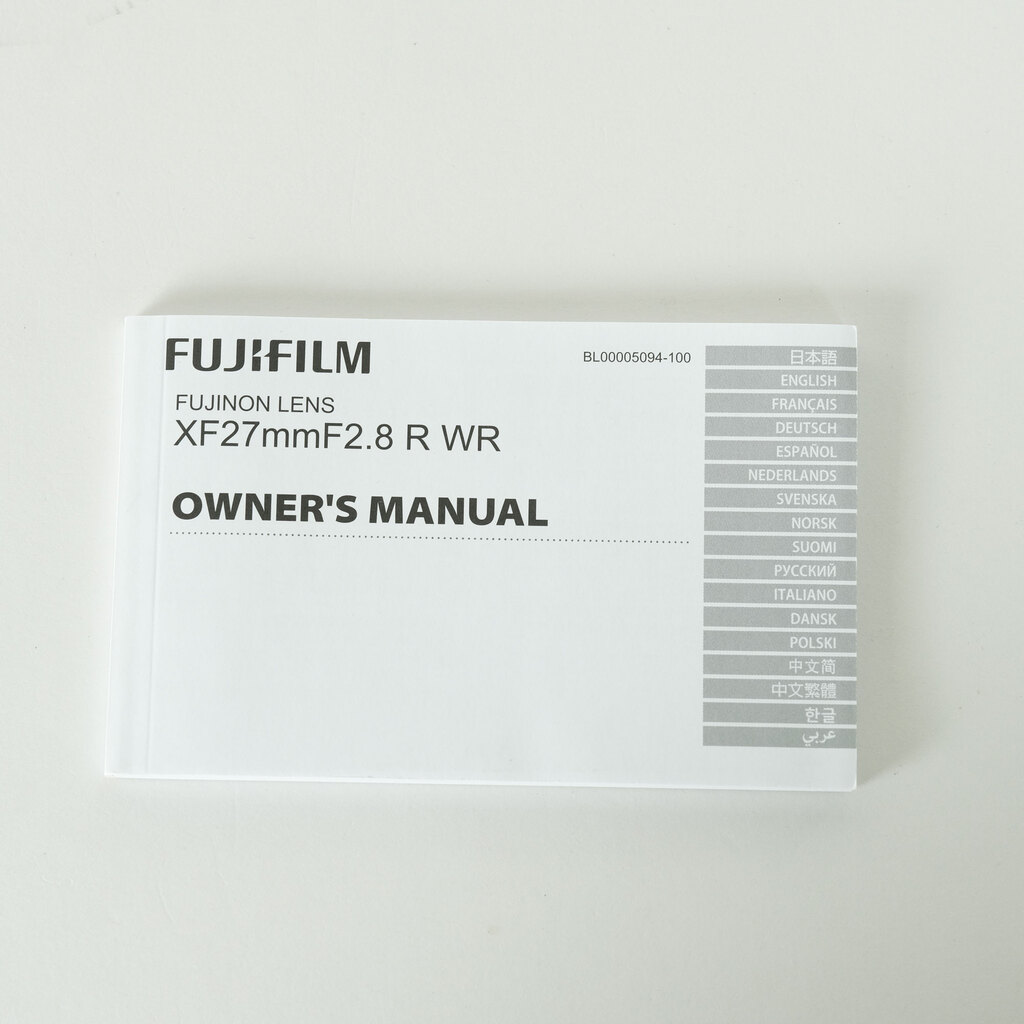 FUJIFILM
BL00005094-100
FUJINON LENS
XF27mmF2.8 R WR
OWNER'S MANUAL
日本語
ENGLISH
FRANÇAIS
DEUTSCH
ESPAÑOL
NEDERLANDS
SVENSKA
NORSK
SUOMI
РУССКИЙ
ITALIANO
DANSK
POLSKI
中文简
中文繁體
한글
عربي